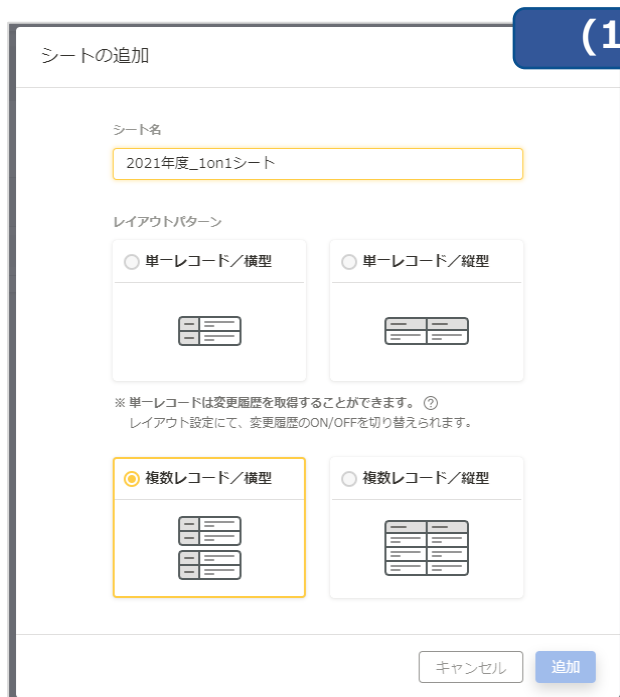 (1
シートの追加
シート名
2021年度_1on1シート
レイアウトパターン
単一レコード／横型
単一レコード／縦型
※ 単一レコードは変更履歴を取得することができます。 ?
レイアウト設定にて、変更履歴のON/OFFを切り替えられます。
複数レコード／横型
複数レコード／縦型
キャンセル
追加